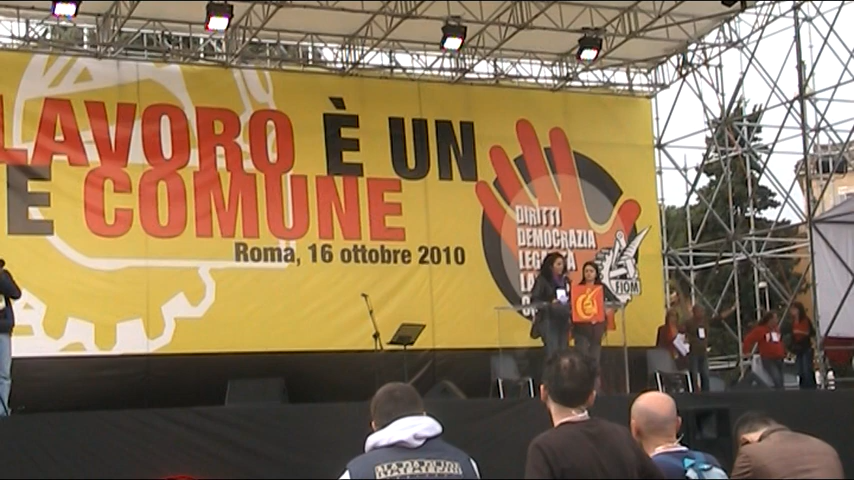 LAVORO È UN
E COMUNE
Roma, 16 ottobre 2010
DIRITTI
DEMOCRAZIA
FIOM